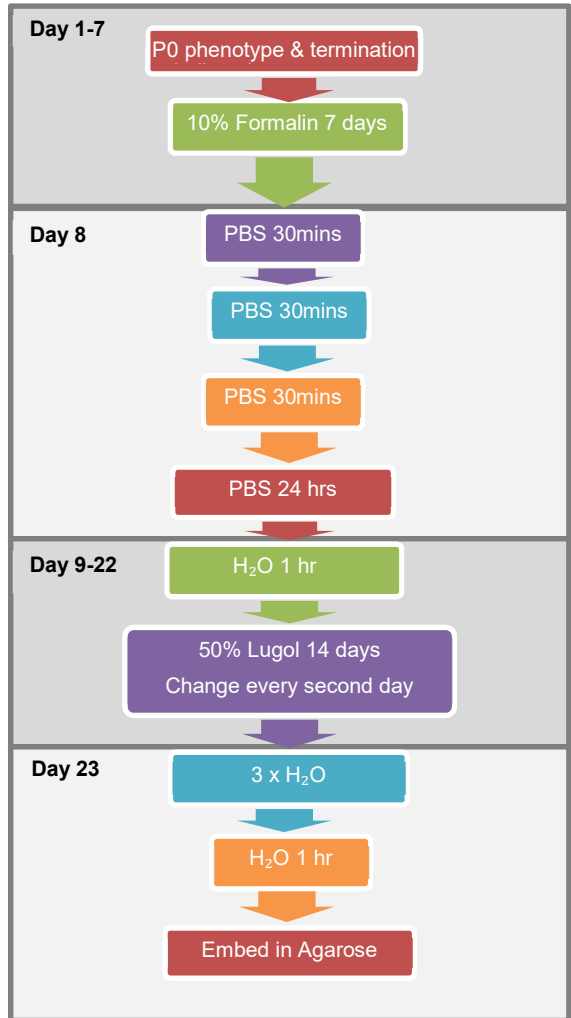 Day 1-7
P0 phenotype & termination
10% Formalin 7 days
Day 8
PBS 30mins
PBS 30mins
PBS 30mins
PBS 24 hrs
Day 9-22
H₂O 1 hr
50% Lugol 14 days
Change every second day
Day 23
3 x H₂O
H₂O 1 hr
Embed in Agarose